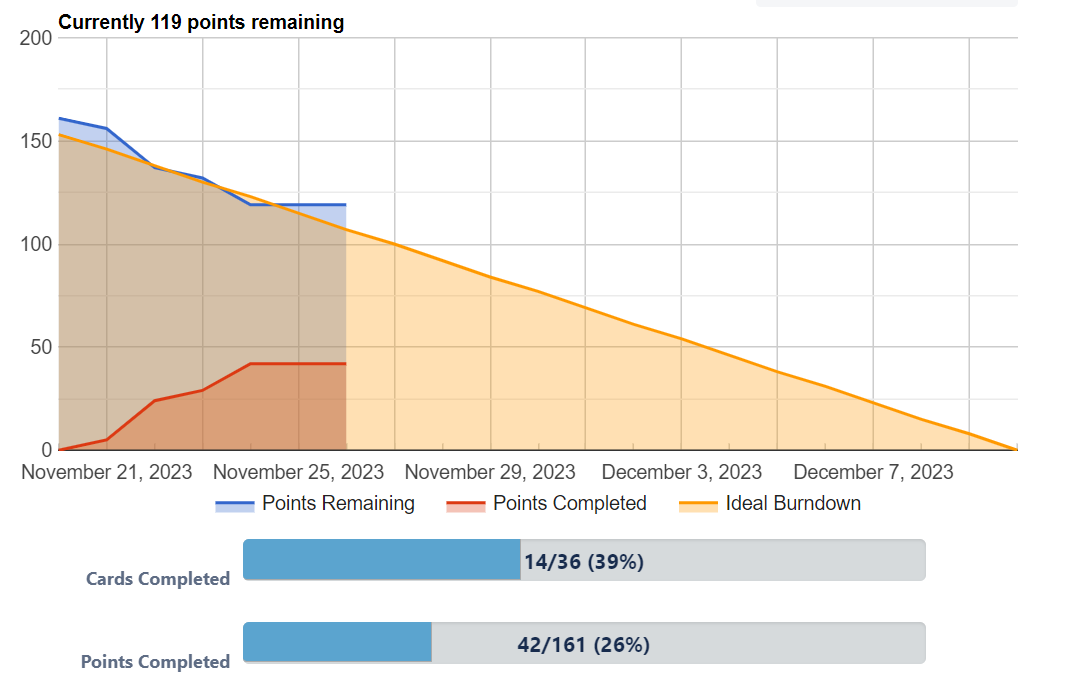 Currently 119 points remaining
200
150
100
50
0
November 21, 2023 November 25, 2023 November 29, 2023 December 3, 2023 December 7, 2023
Points Remaining Points Completed Ideal Burndown
Cards Completed 14/36 (39%)
Points Completed 42/161 (26%)